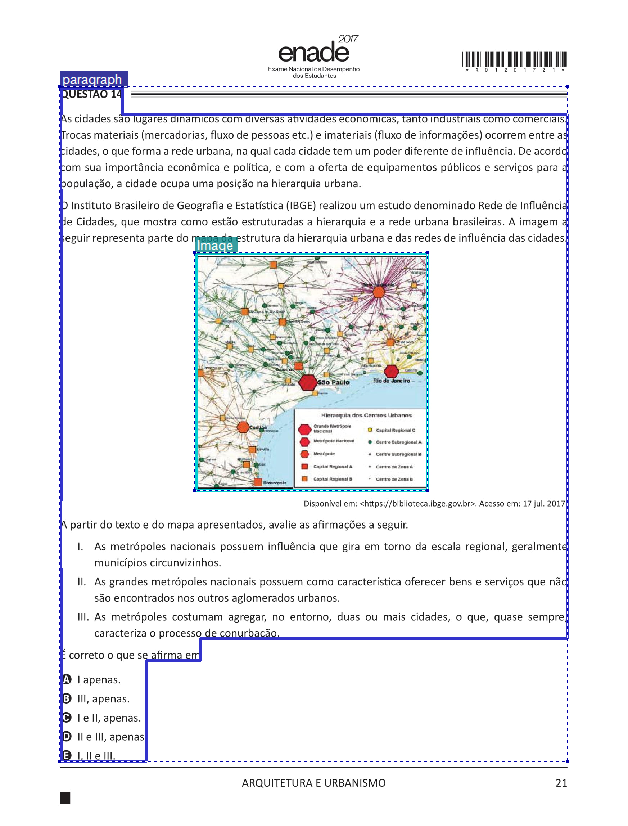 2017
enade
Exame Nacional de Desempenho
dos Estudantes
*R0120172 1*
paragraph
QUESTÃO 14
As cidades são lugares dinâmicos com diversas atividades econômicas, tanto industriais como comerciais.
Trocas materiais (mercadorias, fluxo de pessoas etc.) e imateriais (fluxo de informações) ocorrem entre as
cidades, o que forma a rede urbana, na qual cada cidade tem um poder diferente de influência. De acordo
com sua importância econômica e política, e com a oferta de equipamentos públicos e serviços para a
população, a cidade ocupa uma posição na hierarquia urbana.
O Instituto Brasileiro de Geografia e Estatística (IBGE) realizou um estudo denominado Rede de Influência
de Cidades, que mostra como estão estruturadas a hierarquia e a rede urbana brasileiras. A imagem a
seguir representa parte do mapa da estrutura da hierarquia urbana e das redes de influência das cidades.
Image
São Paulo
Rio de Janeiro
Curitiba
Florianópolis
Hierarquia dos Centros Urbanos
Grande Metrópole Nacional
Metrópole Nacional
Metrópole
Capital Regional A
Capital Regional B
Capital Regional C
Centro Subregional A
Centro Subregional B
Centro de Zona A
Centro de Zona B
Disponível em: <https://biblioteca.ibge.gov.br>. Acesso em: 17 jul. 2017
A partir do texto e do mapa apresentados, avalie as afirmações a seguir.
I. As metrópoles nacionais possuem influência que gira em torno da escala regional, geralmente
municípios circunvizinhos.
II. As grandes metrópoles nacionais possuem como característica oferecer bens e serviços que não
são encontrados nos outros aglomerados urbanos.
III. As metrópoles costumam agregar, no entorno, duas ou mais cidades, o que, quase sempre,
caracteriza o processo de conurbação.
É correto o que se afirma em
A I apenas.
B III, apenas.
C I e II, apenas.
D II e III, apenas
E I, II e III.
ARQUITETURA E URBANISMO
21